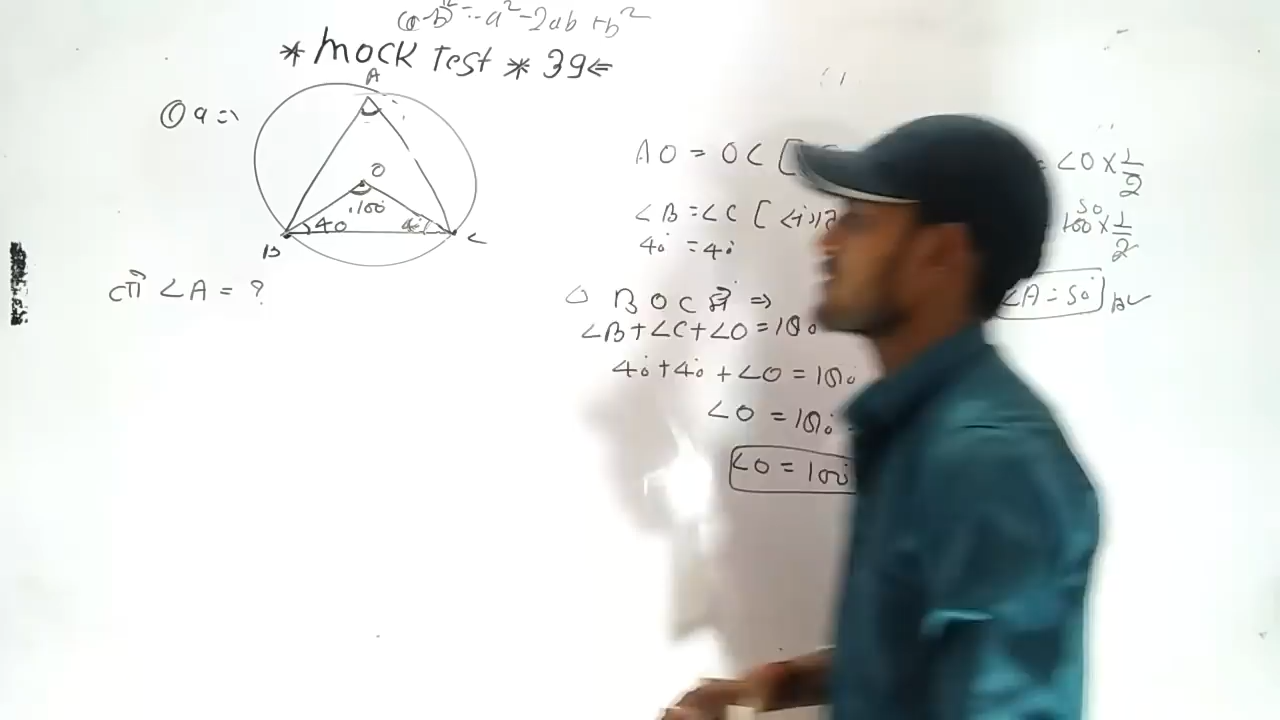 (a-b)² = a² - 2ab + b²
* Mock Test * 39 ⇐
① a ⇒
A
O
100°
40
40°
B
C
तो ∠A = ?
AO = OC [
∠B = ∠C [
40° = 40°
△ BOC में ⇒
∠B + ∠C + ∠O = 180
40° + 40° + ∠O = 180°
∠O = 180°
∠O = 100°
= ∠O × 1/2
50
100 × 1/2
∠A = 50°